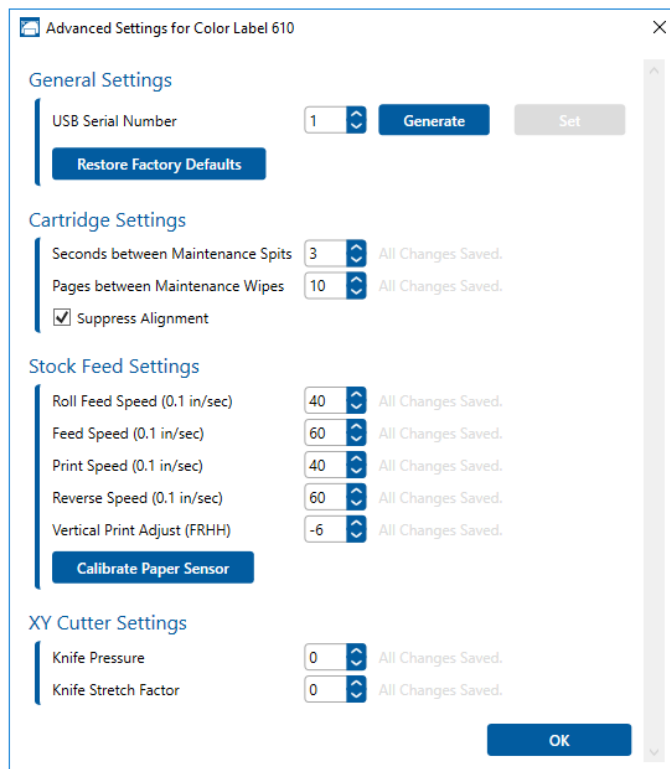 Advanced Settings for Color Label 610
General Settings
USB Serial Number 1 Generate Set
Restore Factory Defaults
Cartridge Settings
Seconds between Maintenance Spits 3 All Changes Saved.
Pages between Maintenance Wipes 10 All Changes Saved.
Suppress Alignment
Stock Feed Settings
Roll Feed Speed (0.1 in/sec) 40 All Changes Saved.
Feed Speed (0.1 in/sec) 60 All Changes Saved.
Print Speed (0.1 in/sec) 40 All Changes Saved.
Reverse Speed (0.1 in/sec) 60 All Changes Saved.
Vertical Print Adjust (FRHH) -6 All Changes Saved.
Calibrate Paper Sensor
XY Cutter Settings
Knife Pressure 0 All Changes Saved.
Knife Stretch Factor 0 All Changes Saved.
OK